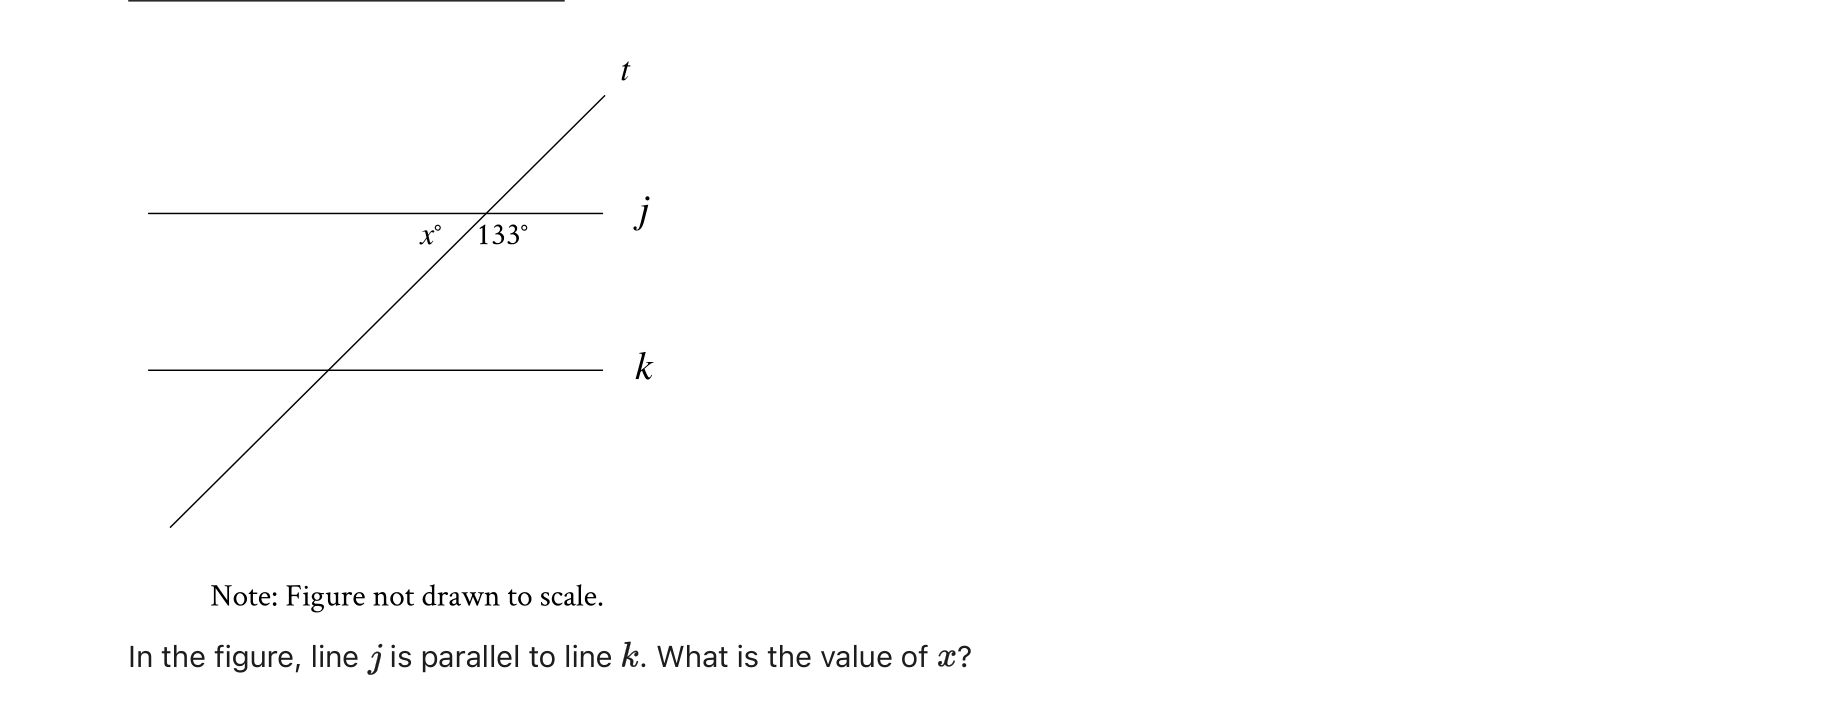 t
j
x° 133°
k
Note: Figure not drawn to scale.
In the figure, line j is parallel to line k. What is the value of x?